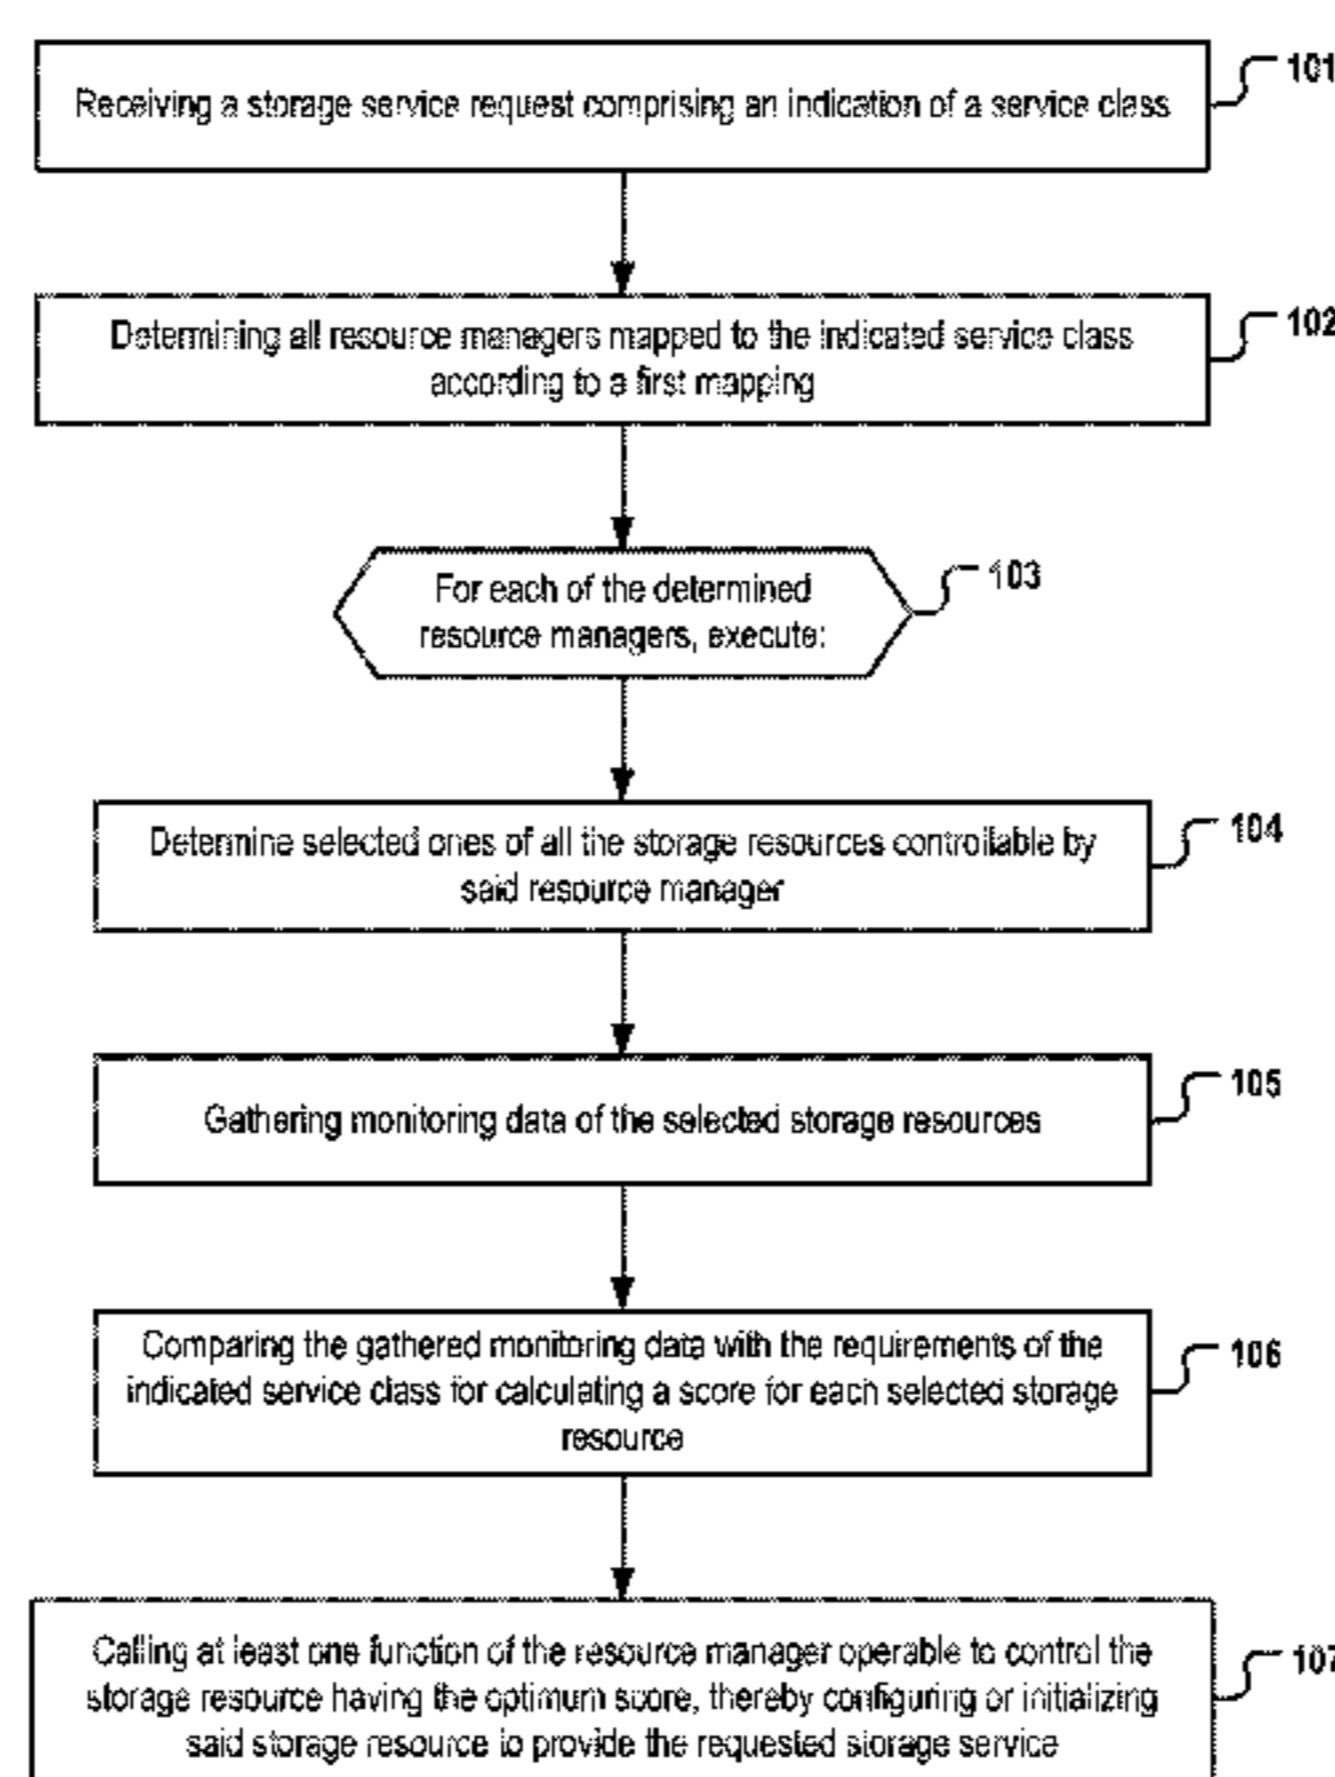 Receiving a storage service request comprising an indication of a service class
101
Determining all resource managers mapped to the indicated service class
according to a first mapping
102
For each of the determined
resource managers, execute:
103
Determine selected ones of all the storage resources controllable by
said resource manager
104
Gathering monitoring data of the selected storage resources
105
Comparing the gathered monitoring data with the requirements of the
indicated service class for calculating a score for each selected storage
resource
106
Calling at least one function of the resource manager operable to control the
storage resource having the optimum score, thereby configuring or initializing
said storage resource to provide the requested storage service
107